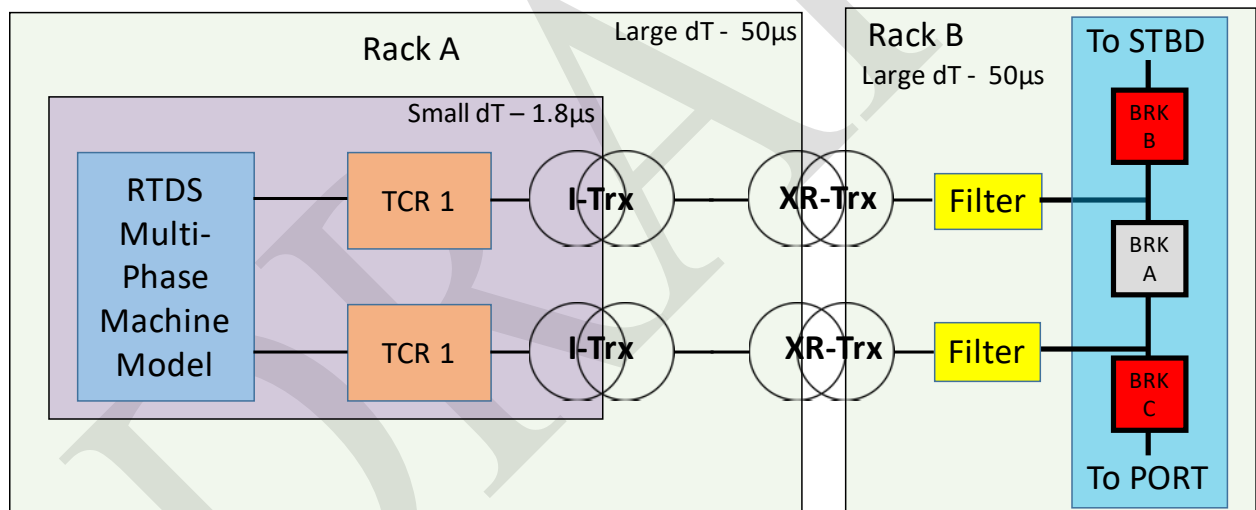 Rack A
Large dT - 50µs
Small dT – 1.8µs
RTDS
Multi-
Phase
Machine
Model
TCR 1
I-Trx
XR-Trx
TCR 1
I-Trx
XR-Trx
Rack B
Large dT - 50µs
To STBD
BRK
B
Filter
BRK
A
Filter
BRK
C
To PORT
DRAF